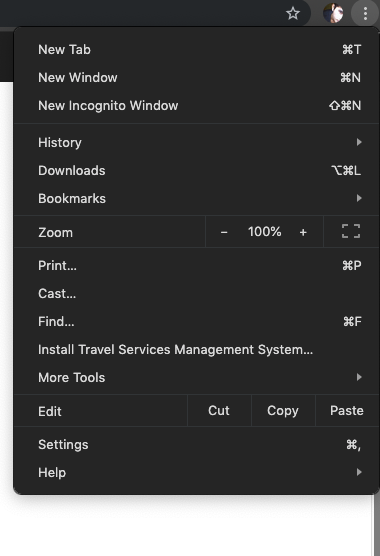 New Tab ⌘T
New Window ⌘N
New Incognito Window ⇧⌘N
History
Downloads ⌥⌘L
Bookmarks
Zoom − 100% +
Print... ⌘P
Cast...
Find... ⌘F
Install Travel Services Management System...
More Tools
Edit Cut Copy Paste
Settings ⌘,
Help